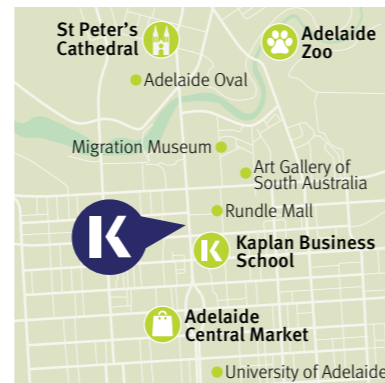 St Peter's
Cathedral
Adelaide
Zoo
Adelaide Oval
Migration Museum
Art Gallery of
South Australia
Rundle Mall
K
K
Kaplan Business
School
Adelaide
Central Market
University of Adelaide